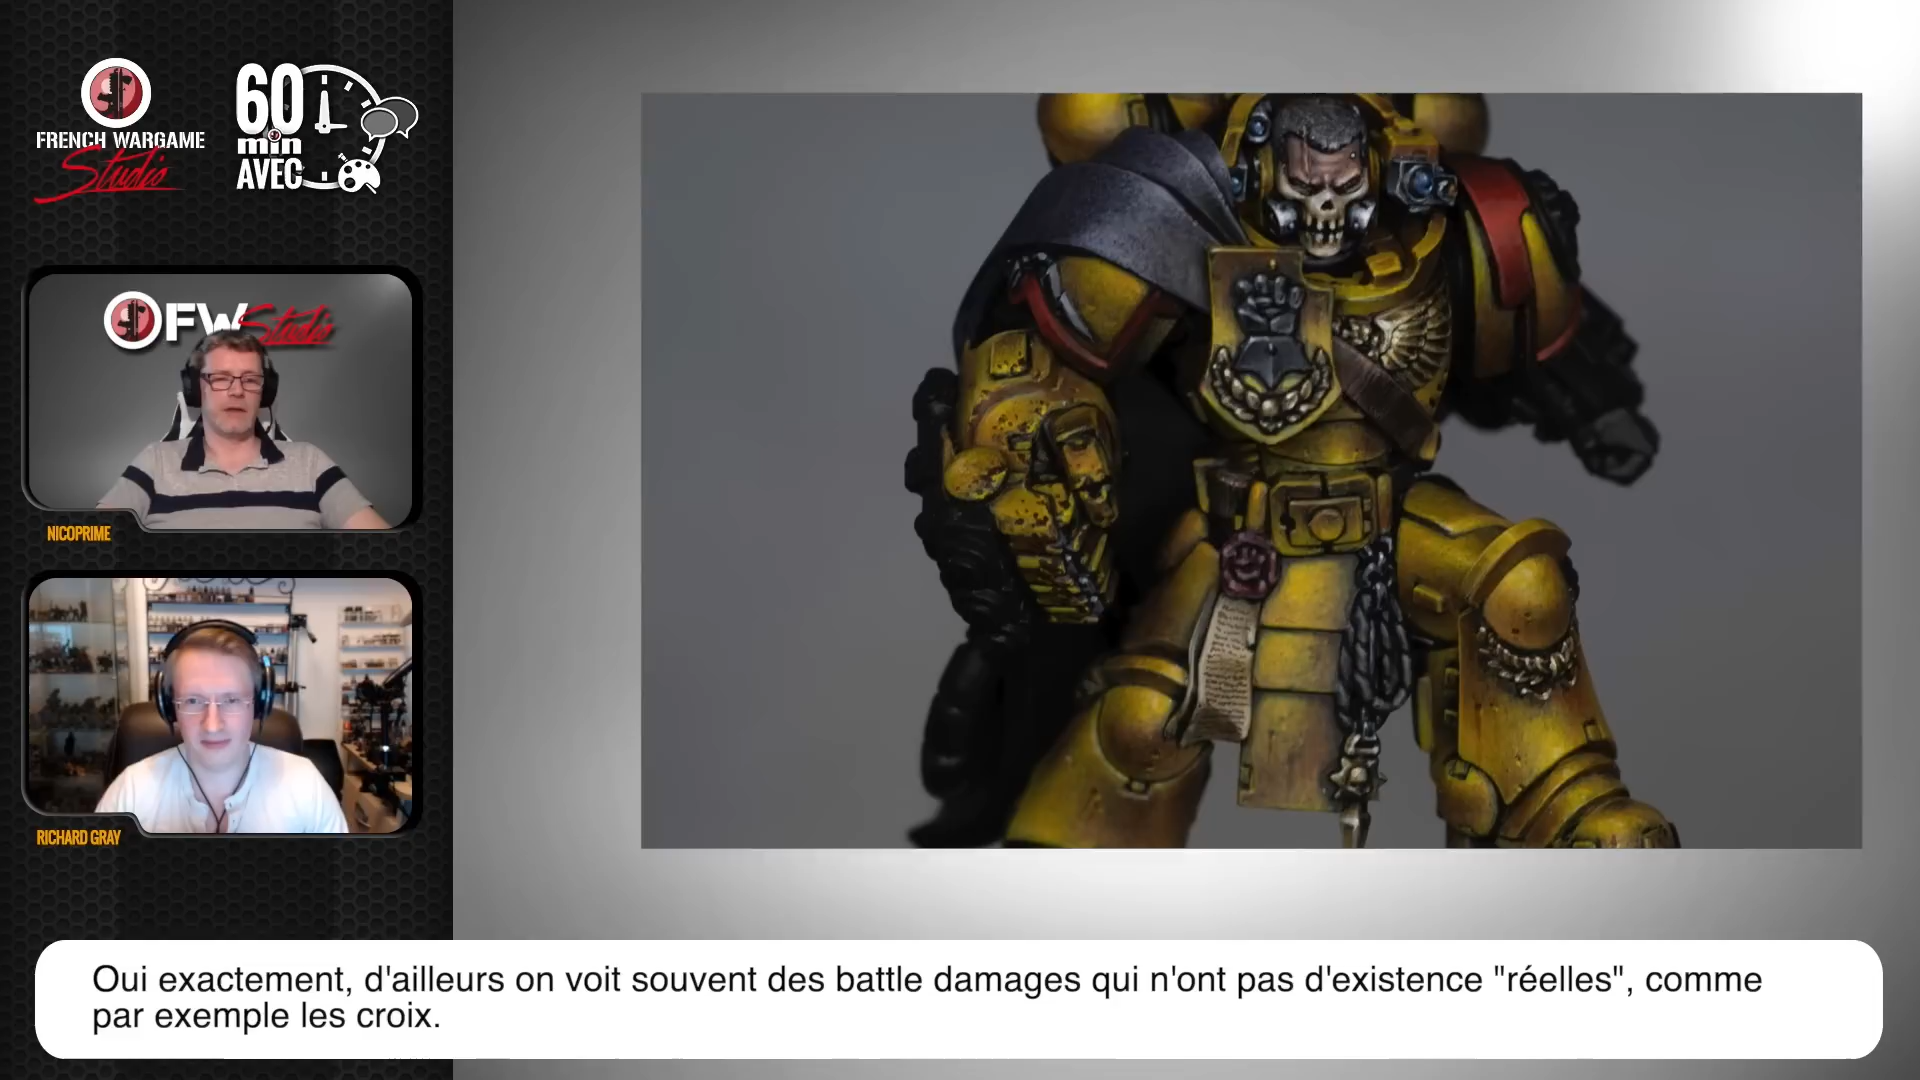 FRENCH WARGAME
Studio
60
min
AVEC
FW Studio
NICOPRIME
RICHARD GRAY
Oui exactement, d'ailleurs on voit souvent des battle damages qui n'ont pas d'existence "réelles", comme
par exemple les croix.